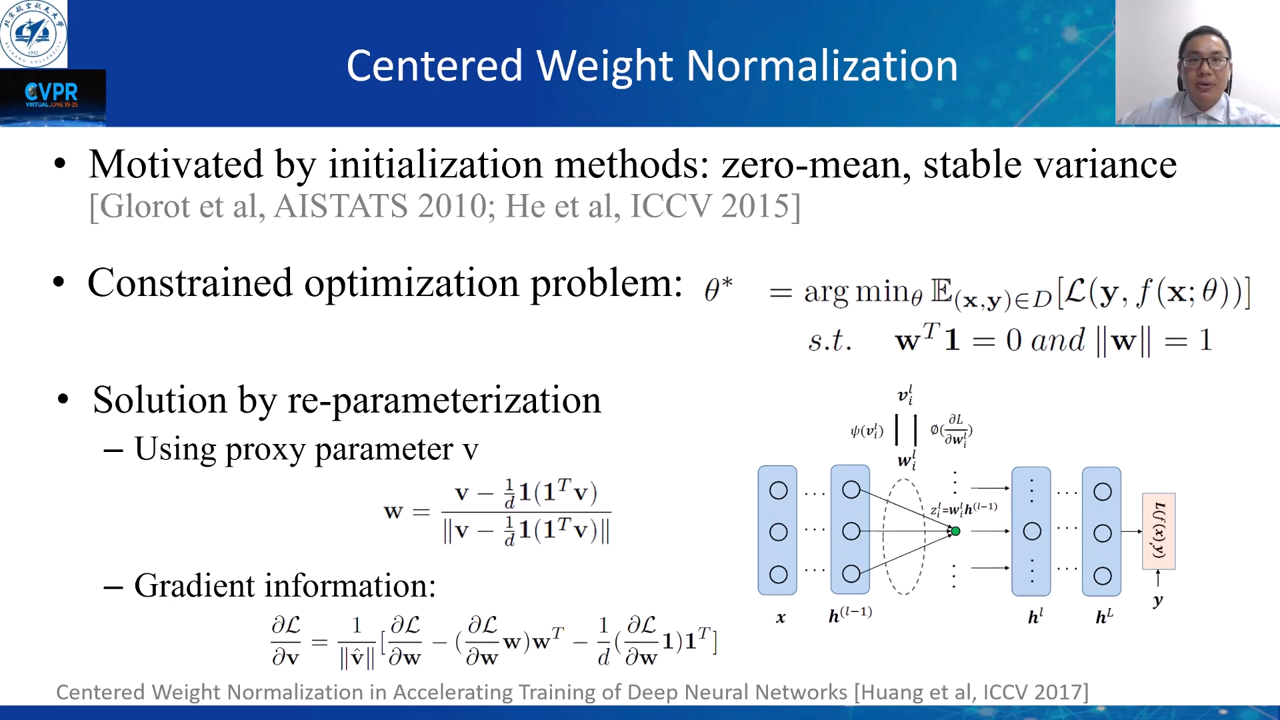 Centered Weight Normalization
CVPR
VIRTUAL JUNE 19-25
• Motivated by initialization methods: zero-mean, stable variance
[Glorot et al, AISTATS 2010; He et al, ICCV 2015]
• Constrained optimization problem: θ* = arg min_θ 𝔼_(x,y)∈D [ℒ(y, f(x; θ))]
s.t. w^T 1 = 0 and ‖w‖ = 1
• Solution by re-parameterization
– Using proxy parameter v
w = (v − (1/d) 1(1^T v)) / ‖v − (1/d) 1(1^T v)‖
– Gradient information:
∂ℒ/∂v = (1/‖v̂‖) [∂ℒ/∂w − (∂ℒ/∂w w) w^T − (1/d) (∂ℒ/∂w 1) 1^T]
v_i^l
ψ(v_i^l) ∅(∂L/∂w_i^l)
w_i^l
z_i^l=w_i^l h^(l−1)
L(f(x),y)
y
x h^(l−1) h^l h^L
Centered Weight Normalization in Accelerating Training of Deep Neural Networks [Huang et al, ICCV 2017]